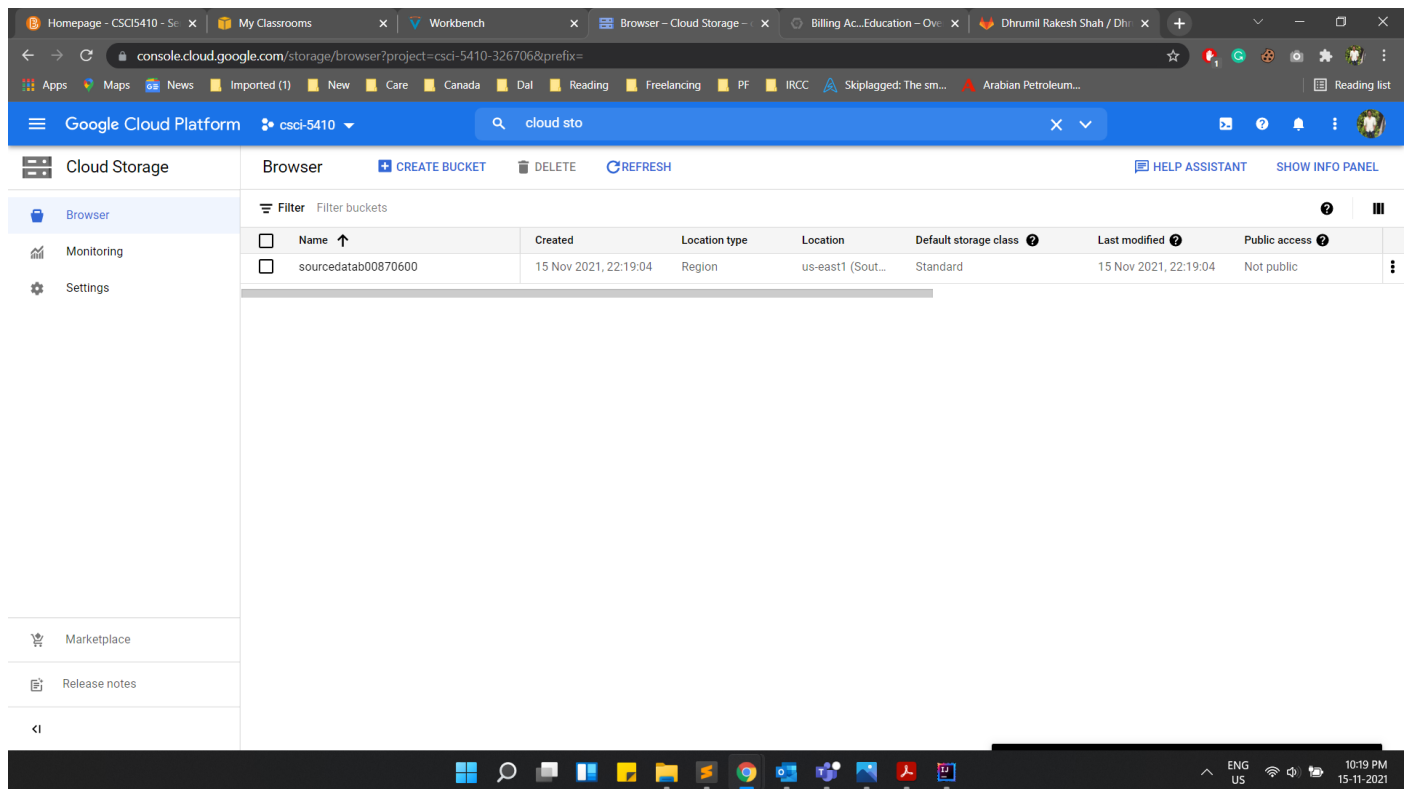 Homepage - CSCI5410 - Se
My Classrooms
Workbench
Browser – Cloud Storage –
Billing Ac...Education – Ove
Dhrumil Rakesh Shah / Dhr
console.cloud.google.com/storage/browser?project=csci-5410-326706&prefix=
1
Apps Maps News Imported (1) New Care Canada Dal Reading Freelancing PF IRCC Skiplagged: The sm... Arabian Petroleum... Reading list
Google Cloud Platform csci-5410 cloud sto
Cloud Storage Browser CREATE BUCKET DELETE REFRESH HELP ASSISTANT SHOW INFO PANEL
Browser
Monitoring
Settings
Filter Filter buckets
Name Created Location type Location Default storage class Last modified Public access
sourcedatab00870600 15 Nov 2021, 22:19:04 Region us-east1 (Sout... Standard 15 Nov 2021, 22:19:04 Not public
Marketplace
Release notes
ENG
US
10:19 PM
15-11-2021